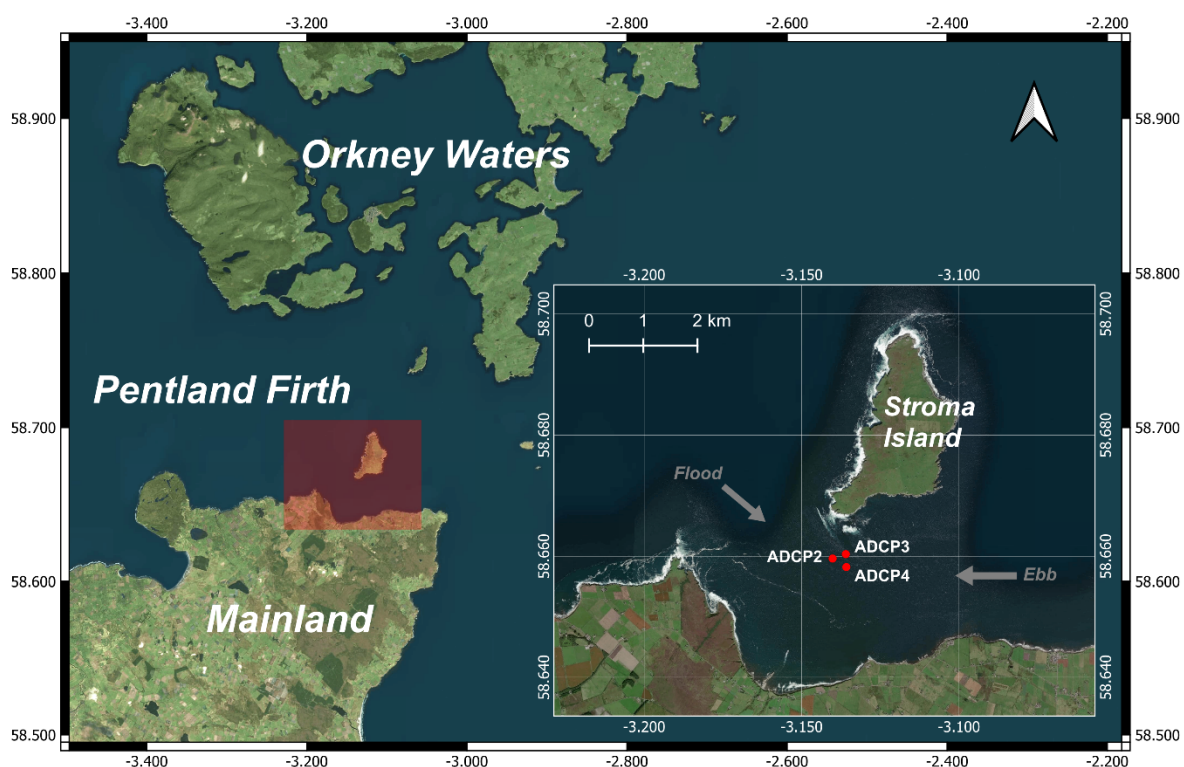 -3.400 -3.200 -3.000 -2.800 -2.600 -2.400 -2.200
58.900 58.900
Orkney Waters
58.800 58.800
-3.200 -3.150 -3.100
58.700 58.700
0 1 2 km
Pentland Firth
Stroma
Island
58.700 58.700
58.680 58.680
Flood
ADCP3
ADCP2
58.660 58.660
ADCP4
Ebb
58.600 58.600
Mainland
58.640 58.640
-3.200 -3.150 -3.100
58.500 58.500
-3.400 -3.200 -3.000 -2.800 -2.600 -2.400 -2.200